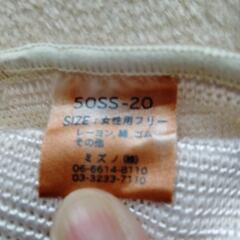 50SS-20
SIZE:女性用フリー
レーヨン,綿,ゴム
その他
ミズノ(株)
06-6614-8110
03-3233-7110